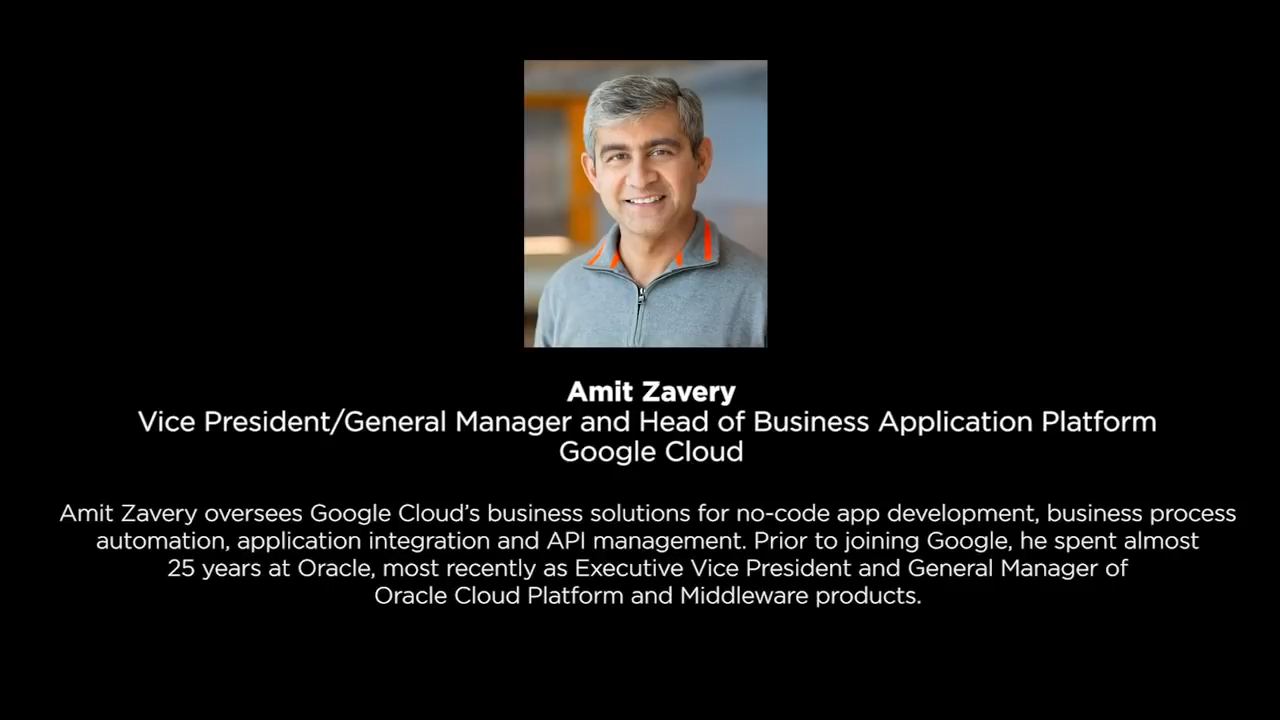 Amit Zavery
Vice President/General Manager and Head of Business Application Platform
Google Cloud
Amit Zavery oversees Google Cloud’s business solutions for no-code app development, business process
automation, application integration and API management. Prior to joining Google, he spent almost
25 years at Oracle, most recently as Executive Vice President and General Manager of
Oracle Cloud Platform and Middleware products.